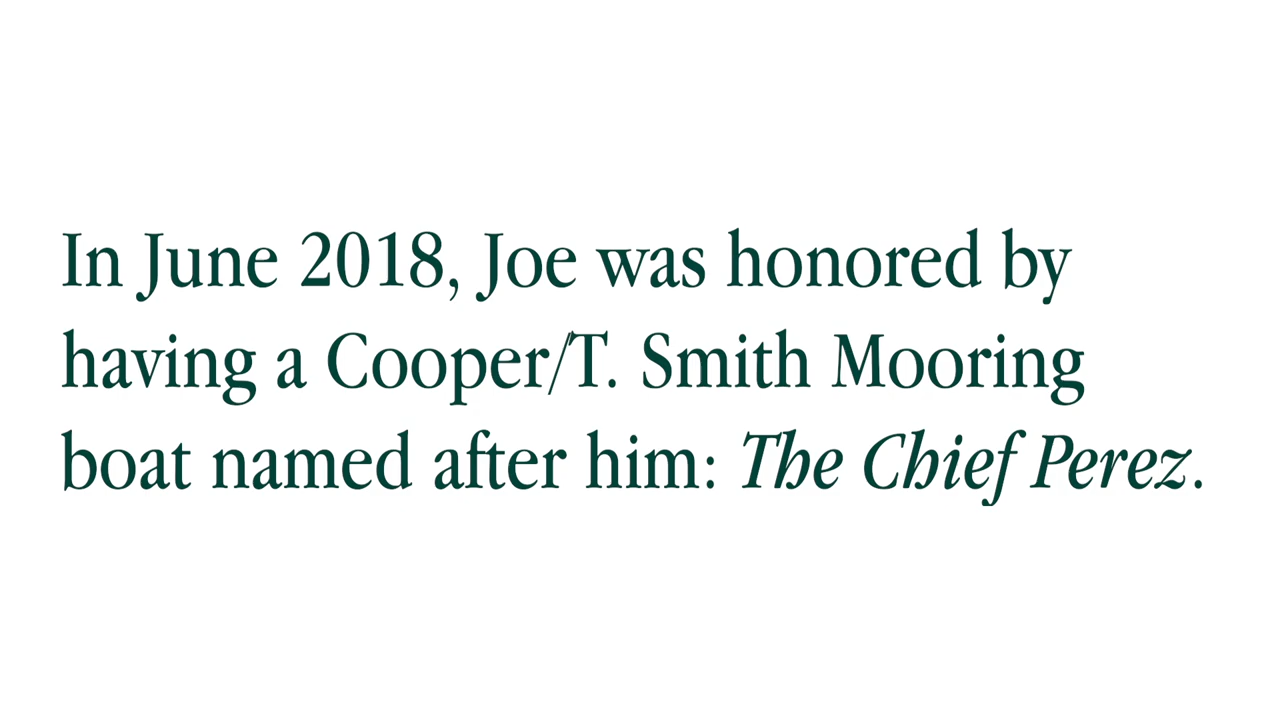 In June 2018, Joe was honored by
having a Cooper/T. Smith Mooring
boat named after him: The Chief Perez.